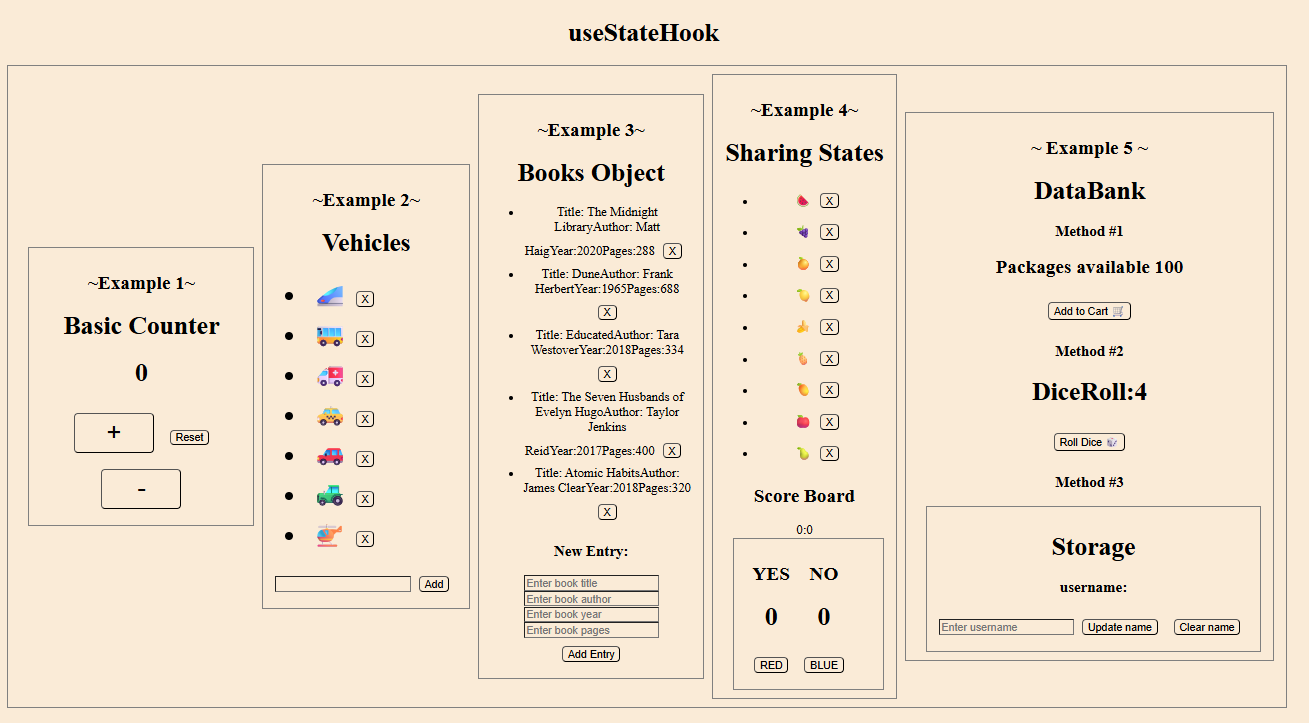 useStateHook
~Example 1~
Basic Counter
0
+
Reset
-
~Example 2~
Vehicles
X
X
X
X
X
X
X
Add
~Example 3~
Books Object
Title: The Midnight
LibraryAuthor: Matt
HaigYear:2020Pages:288 X
Title: DuneAuthor: Frank
HerbertYear:1965Pages:688
X
Title: EducatedAuthor: Tara
WestoverYear:2018Pages:334
X
Title: The Seven Husbands of
Evelyn HugoAuthor: Taylor
Jenkins
ReidYear:2017Pages:400 X
Title: Atomic HabitsAuthor:
James ClearYear:2018Pages:320
X
New Entry:
Enter book title
Enter book author
Enter book year
Enter book pages
Add Entry
~Example 4~
Sharing States
X
X
X
X
X
X
X
X
X
Score Board
0:0
YES NO
0 0
RED BLUE
~ Example 5 ~
DataBank
Method #1
Packages available 100
Add to Cart 🛒
Method #2
DiceRoll:4
Roll Dice 🎲
Method #3
Storage
username:
Enter username Update name Clear name